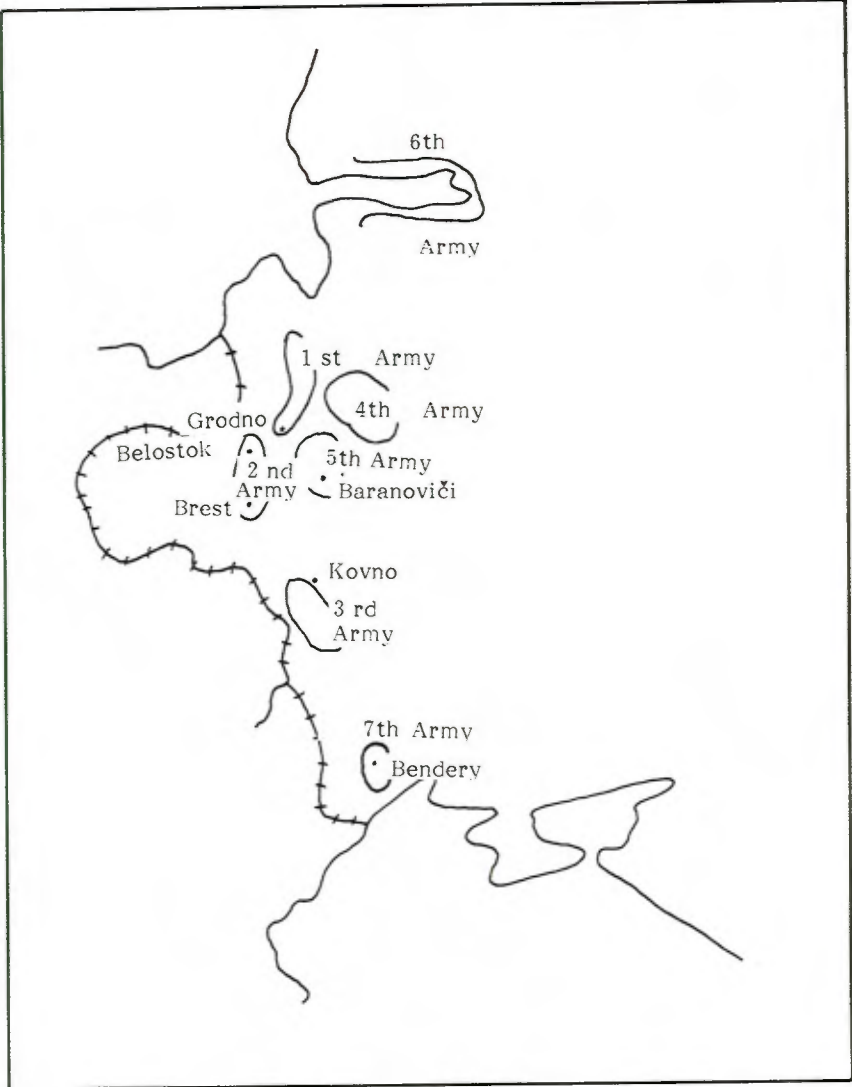 6th
Army
1 st Army
4th Army
Grodno
Belostok
5th Army
2 nd
Army
Baranoviči
Brest
Kovno
3 rd
Army
7th Army
Bendery